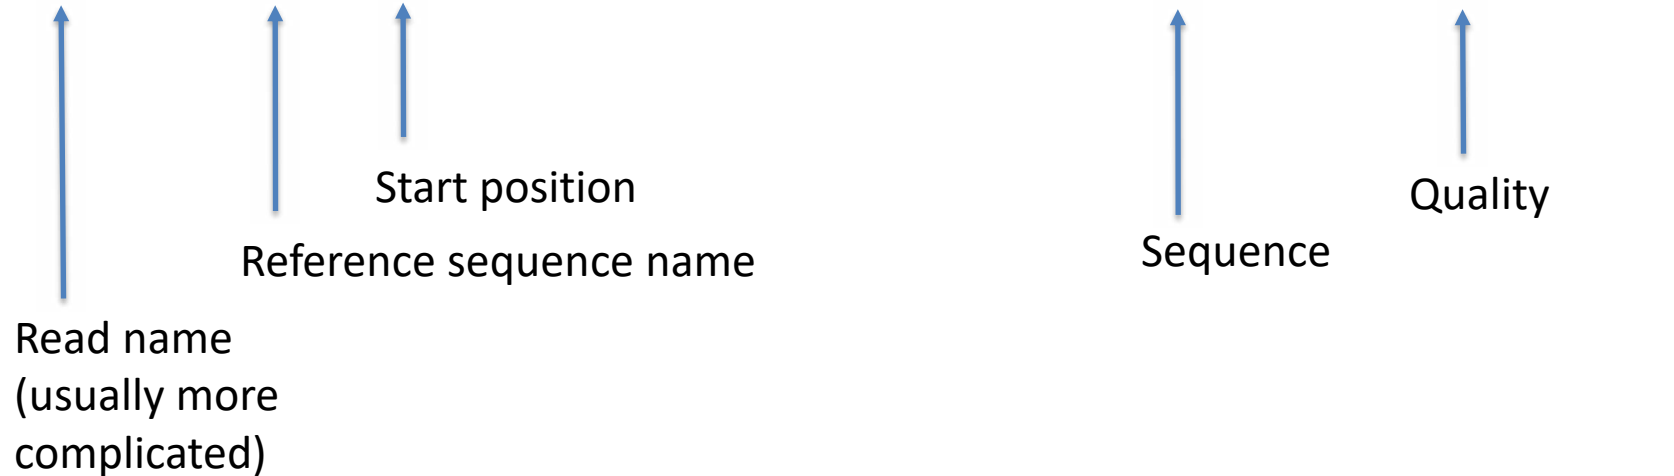 Start position
Quality
Reference sequence name
Sequence
Read name
(usually more
complicated)